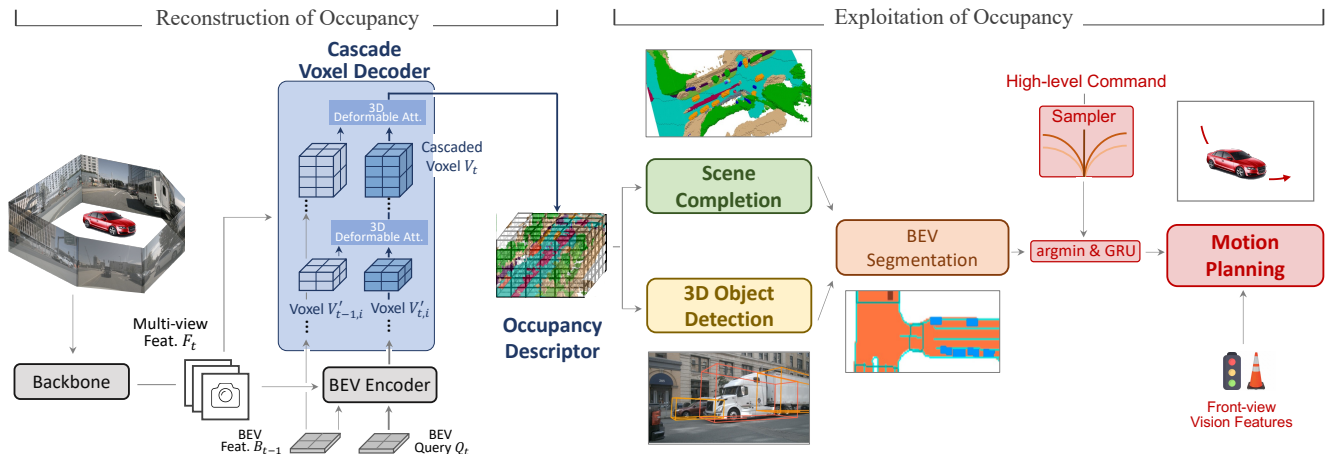 Reconstruction of Occupancy
Exploitation of Occupancy
Cascade
Voxel Decoder
3D
Deformable Att.
Cascaded
Voxel V_t
3D
Deformable Att.
Voxel V'_{t−1,i}
Voxel V'_{t,i}
Multi-view
Feat. F_t
Backbone
BEV Encoder
BEV
Feat. B_{t−1}
BEV
Query Q_t
Occupancy
Descriptor
Scene
Completion
3D Object
Detection
BEV
Segmentation
High-level Command
Sampler
argmin & GRU
Motion
Planning
Front-view
Vision Features